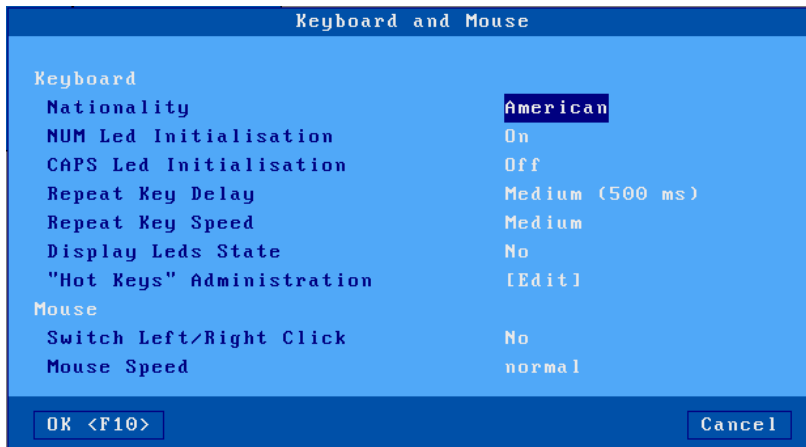 Keyboard and Mouse
Keyboard
Nationality American
NUM Led Initialisation On
CAPS Led Initialisation Off
Repeat Key Delay Medium (500 ms)
Repeat Key Speed Medium
Display Leds State No
"Hot Keys" Administration [Edit]
Mouse
Switch Left/Right Click No
Mouse Speed normal
OK <F10> Cancel